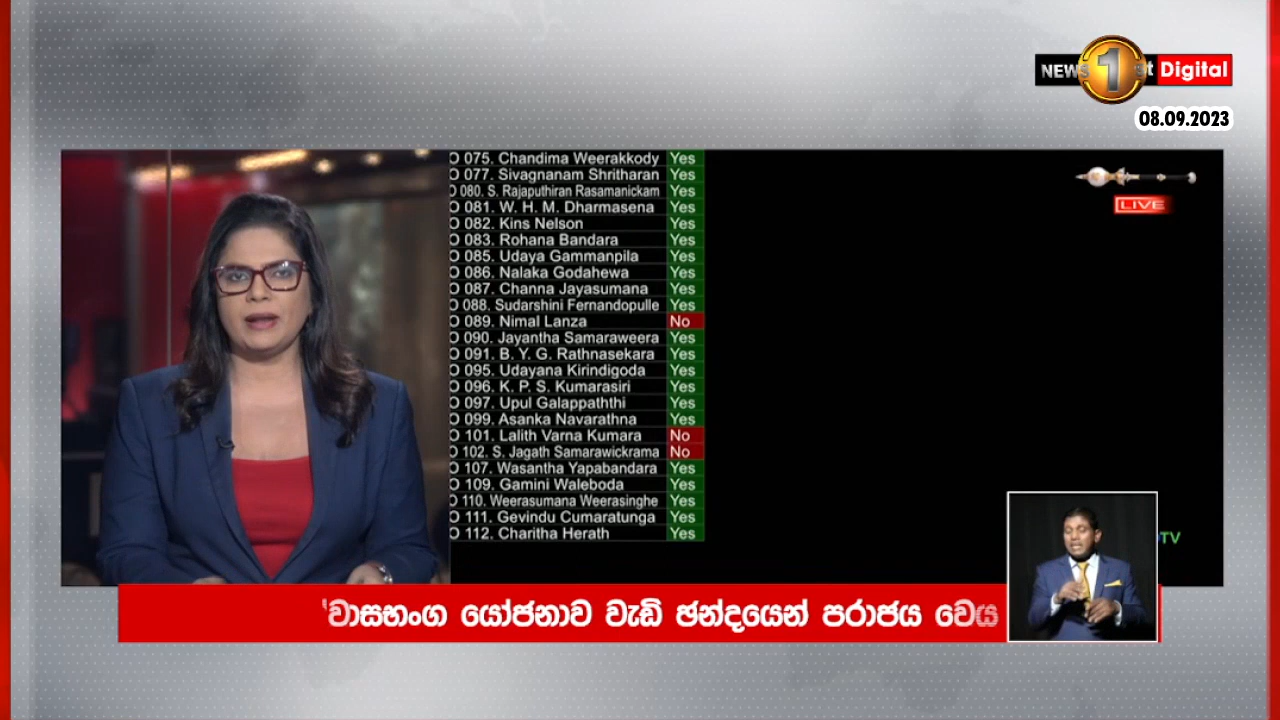 NEWS 1st Digital
08.09.2023
O 075. Chandima Weerakkody Yes
O 077. Sivagnanam Shritharan Yes
O 080. S. Rajaputhiran Rasamanickam Yes
O 081. W. H. M. Dharmasena Yes
O 082. Kins Nelson Yes
O 083. Rohana Bandara Yes
O 085. Udaya Gammanpila Yes
O 086. Nalaka Godahewa Yes
O 087. Channa Jayasumana Yes
O 088. Sudarshini Fernandopulle Yes
O 089. Nimal Lanza No
O 090. Jayantha Samaraweera Yes
O 091. B. Y. G. Rathnasekara Yes
O 095. Udayana Kirindigoda Yes
O 096. K. P. S. Kumarasiri Yes
O 097. Upul Galappaththi Yes
O 099. Asanka Navarathna Yes
O 101. Lalith Varna Kumara No
O 102. S. Jagath Samarawickrama No
O 107. Wasantha Yapabandara Yes
O 109. Gamini Waleboda Yes
O 110. Weerasumana Weerasinghe Yes
O 111. Gevindu Cumaratunga Yes
O 112. Charitha Herath Yes
LIVE
TV
'වාසභංග යෝජනාව වැඩි ඡන්දයෙන් පරාජය වෙය